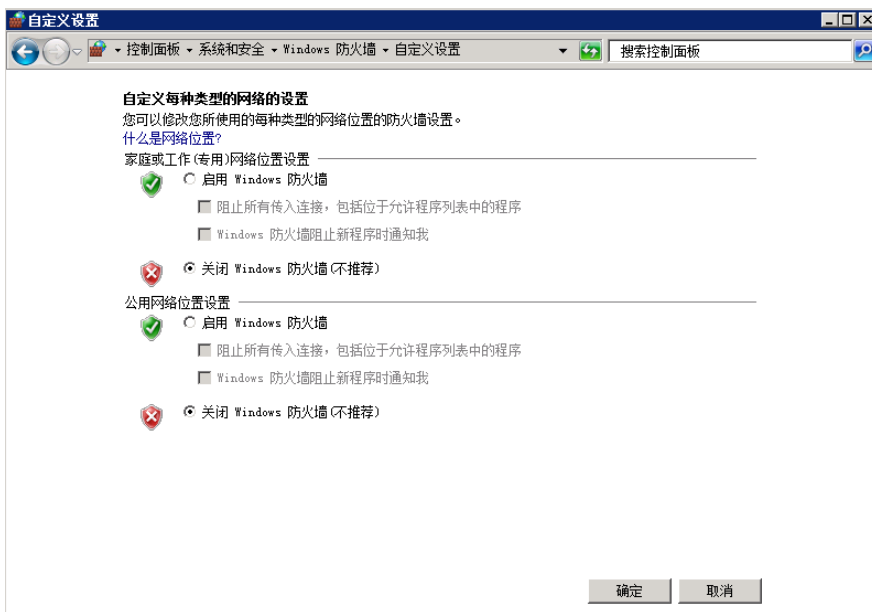 自定义设置
控制面板 系统和安全 Windows 防火墙 自定义设置 搜索控制面板
自定义每种类型的网络的设置
您可以修改您所使用的每种类型的网络位置的防火墙设置。
什么是网络位置?
家庭或工作(专用)网络位置设置
启用 Windows 防火墙
阻止所有传入连接，包括位于允许程序列表中的程序
Windows 防火墙阻止新程序时通知我
关闭 Windows 防火墙(不推荐)
公用网络位置设置
启用 Windows 防火墙
阻止所有传入连接，包括位于允许程序列表中的程序
Windows 防火墙阻止新程序时通知我
关闭 Windows 防火墙(不推荐)
确定 取消